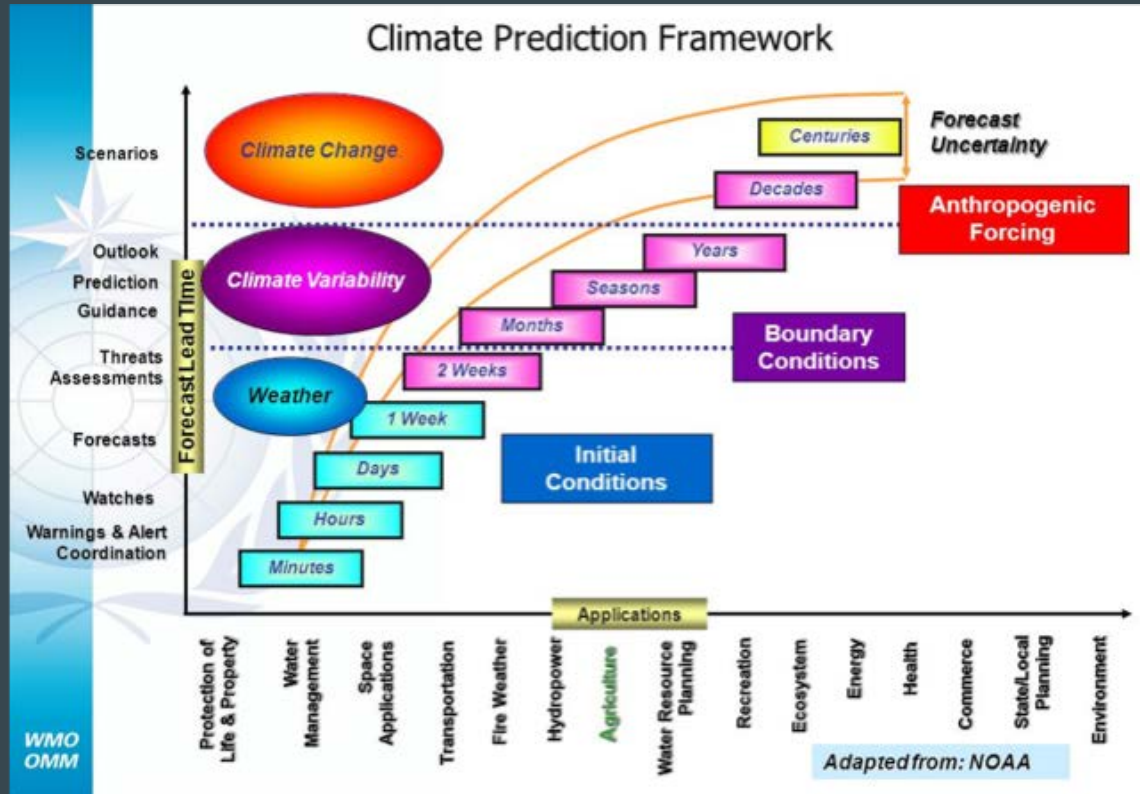 Climate Prediction Framework
Scenarios
Outlook
Prediction
Guidance
Threats
Assessments
Forecasts
Watches
Warnings & Alert
Coordination
Forecast Lead Time
Climate Change
Climate Variability
Weather
Centuries
Decades
Years
Seasons
Months
2 Weeks
1 Week
Days
Hours
Minutes
Forecast
Uncertainty
Anthropogenic
Forcing
Boundary
Conditions
Initial
Conditions
Applications
Protection of
Life & Property
Water
Management
Space
Applications
Transportation
Fire Weather
Hydropower
Agriculture
Water Resource
Planning
Recreation
Ecosystem
Energy
Health
Commerce
State/Local
Planning
Environment
WMO
OMM
Adapted from: NOAA